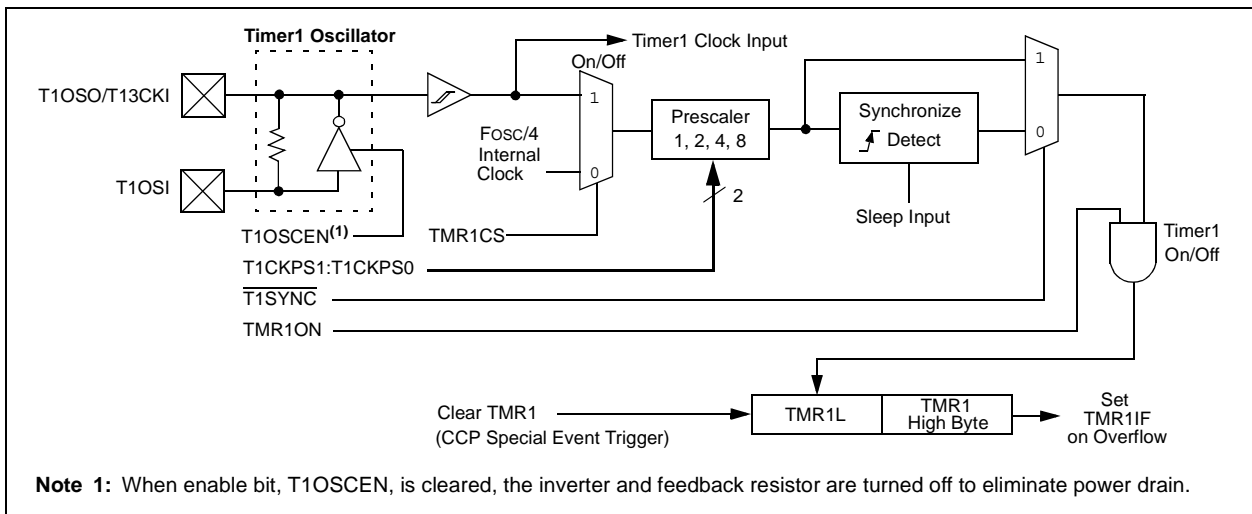 Timer1 Oscillator
Timer1 Clock Input
On/Off
T1OSO/T13CKI
1
FOSC/4
Internal
Clock
0
Prescaler
1, 2, 4, 8
Synchronize
Detect
1
0
T1OSI
2
Sleep Input
T1OSCEN(1)
TMR1CS
Timer1
On/Off
T1CKPS1:T1CKPS0
T1SYNC
TMR1ON
Clear TMR1
(CCP Special Event Trigger)
TMR1L
TMR1
High Byte
Set
TMR1IF
on Overflow
Note 1: When enable bit, T1OSCEN, is cleared, the inverter and feedback resistor are turned off to eliminate power drain.